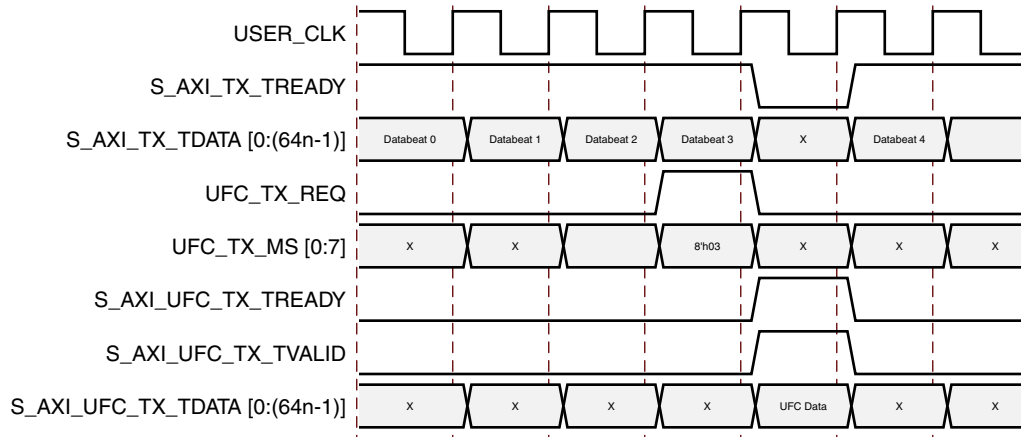 USER_CLK
S_AXI_TX_TREADY
S_AXI_TX_TDATA [0:(64n-1)] Databeat 0 Databeat 1 Databeat 2 Databeat 3 X Databeat 4
UFC_TX_REQ
UFC_TX_MS [0:7] X X 8'h03 X X X
S_AXI_UFC_TX_TREADY
S_AXI_UFC_TX_TVALID
S_AXI_UFC_TX_TDATA [0:(64n-1)] X X X X UFC Data X X